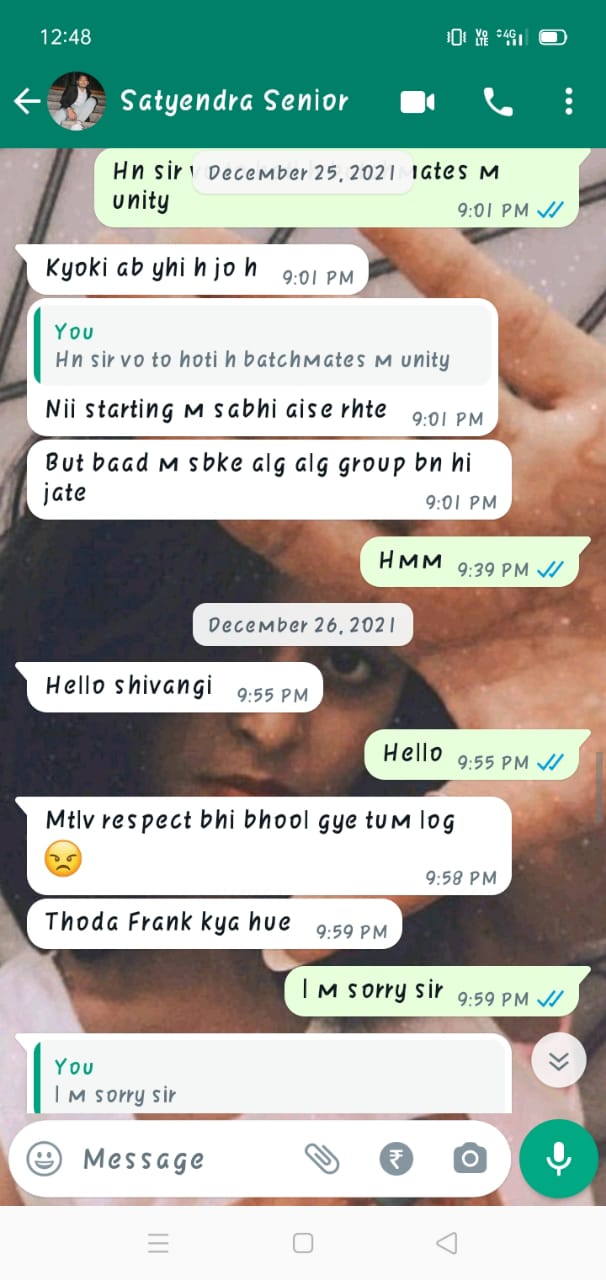 12:48
VO LTE 4G
Satyendra Senior
December 25, 2021
Hn sir ates M
unity
9:01 PM
Kyoki ab yhi h jo h 9:01 PM
You
Hn sir vo to hoti h batchmates M unity
Nii starting M sabhi aise rhte 9:01 PM
But baad M sbke alg alg group bn hi
jate
9:01 PM
HMM 9:39 PM
December 26, 2021
Hello shivangi 9:55 PM
Hello 9:55 PM
Mtlv respect bhi bhool gye tum log
9:58 PM
Thoda Frank kya hue 9:59 PM
I M sorry sir 9:59 PM
You
I M sorry sir
Message
₹